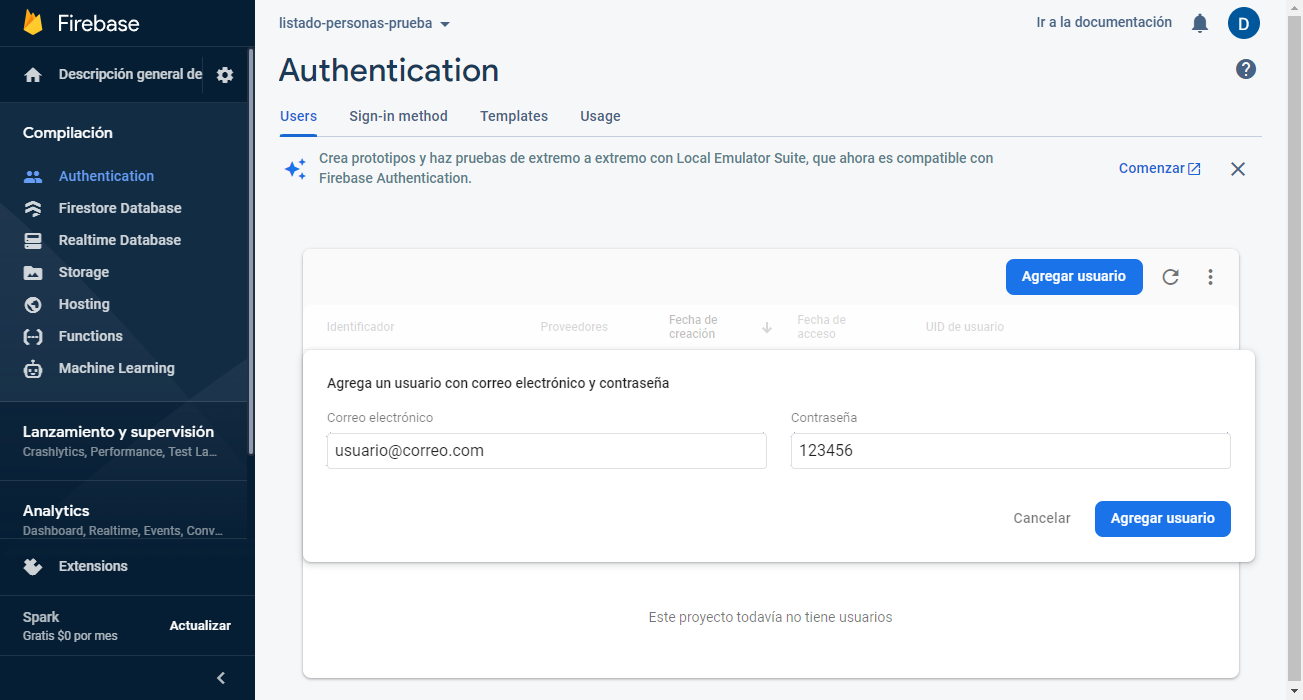 Firebase
Descripción general de
Compilación
Authentication
Firestore Database
Realtime Database
Storage
Hosting
Functions
Machine Learning
Lanzamiento y supervisión
Crashlytics, Performance, Test La...
Analytics
Dashboard, Realtime, Events, Conv...
Extensions
Spark
Gratis $0 por mes
Actualizar
listado-personas-prueba
Ir a la documentación
D
Authentication
?
Users Sign-in method Templates Usage
Crea prototipos y haz pruebas de extremo a extremo con Local Emulator Suite, que ahora es compatible con
Firebase Authentication.
Comenzar
Agregar usuario
Identificador
Proveedores
Fecha de
creación
Fecha de
acceso
UID de usuario
Agrega un usuario con correo electrónico y contraseña
Correo electrónico
usuario@correo.com
Contraseña
123456
Cancelar
Agregar usuario
Este proyecto todavía no tiene usuarios